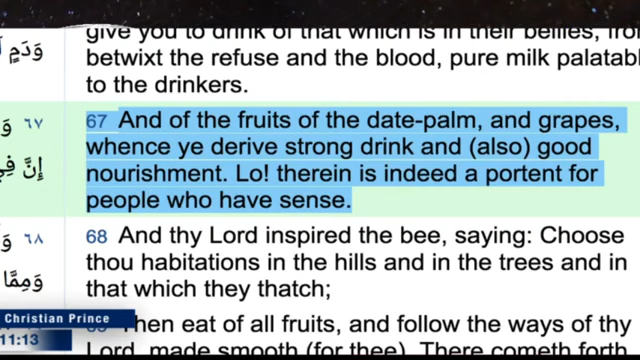 give you to drink of that which is in their bellies, from
betwixt the refuse and the blood, pure milk palatabl
to the drinkers.
وَدَمٍ
67 And of the fruits of the date-palm, and grapes,
whence ye derive strong drink and (also) good
nourishment. Lo! therein is indeed a portent for
people who have sense.
٦٧ وَ
إِنَّ فِي
68 And thy Lord inspired the bee, saying: Choose
thou habitations in the hills and in the trees and in
that which they thatch;
٦٨ وَ
وَمِمَّا
Then eat of all fruits, and follow the ways of thy
Lord, made smooth (for thee). There cometh forth
Christian Prince
11:13